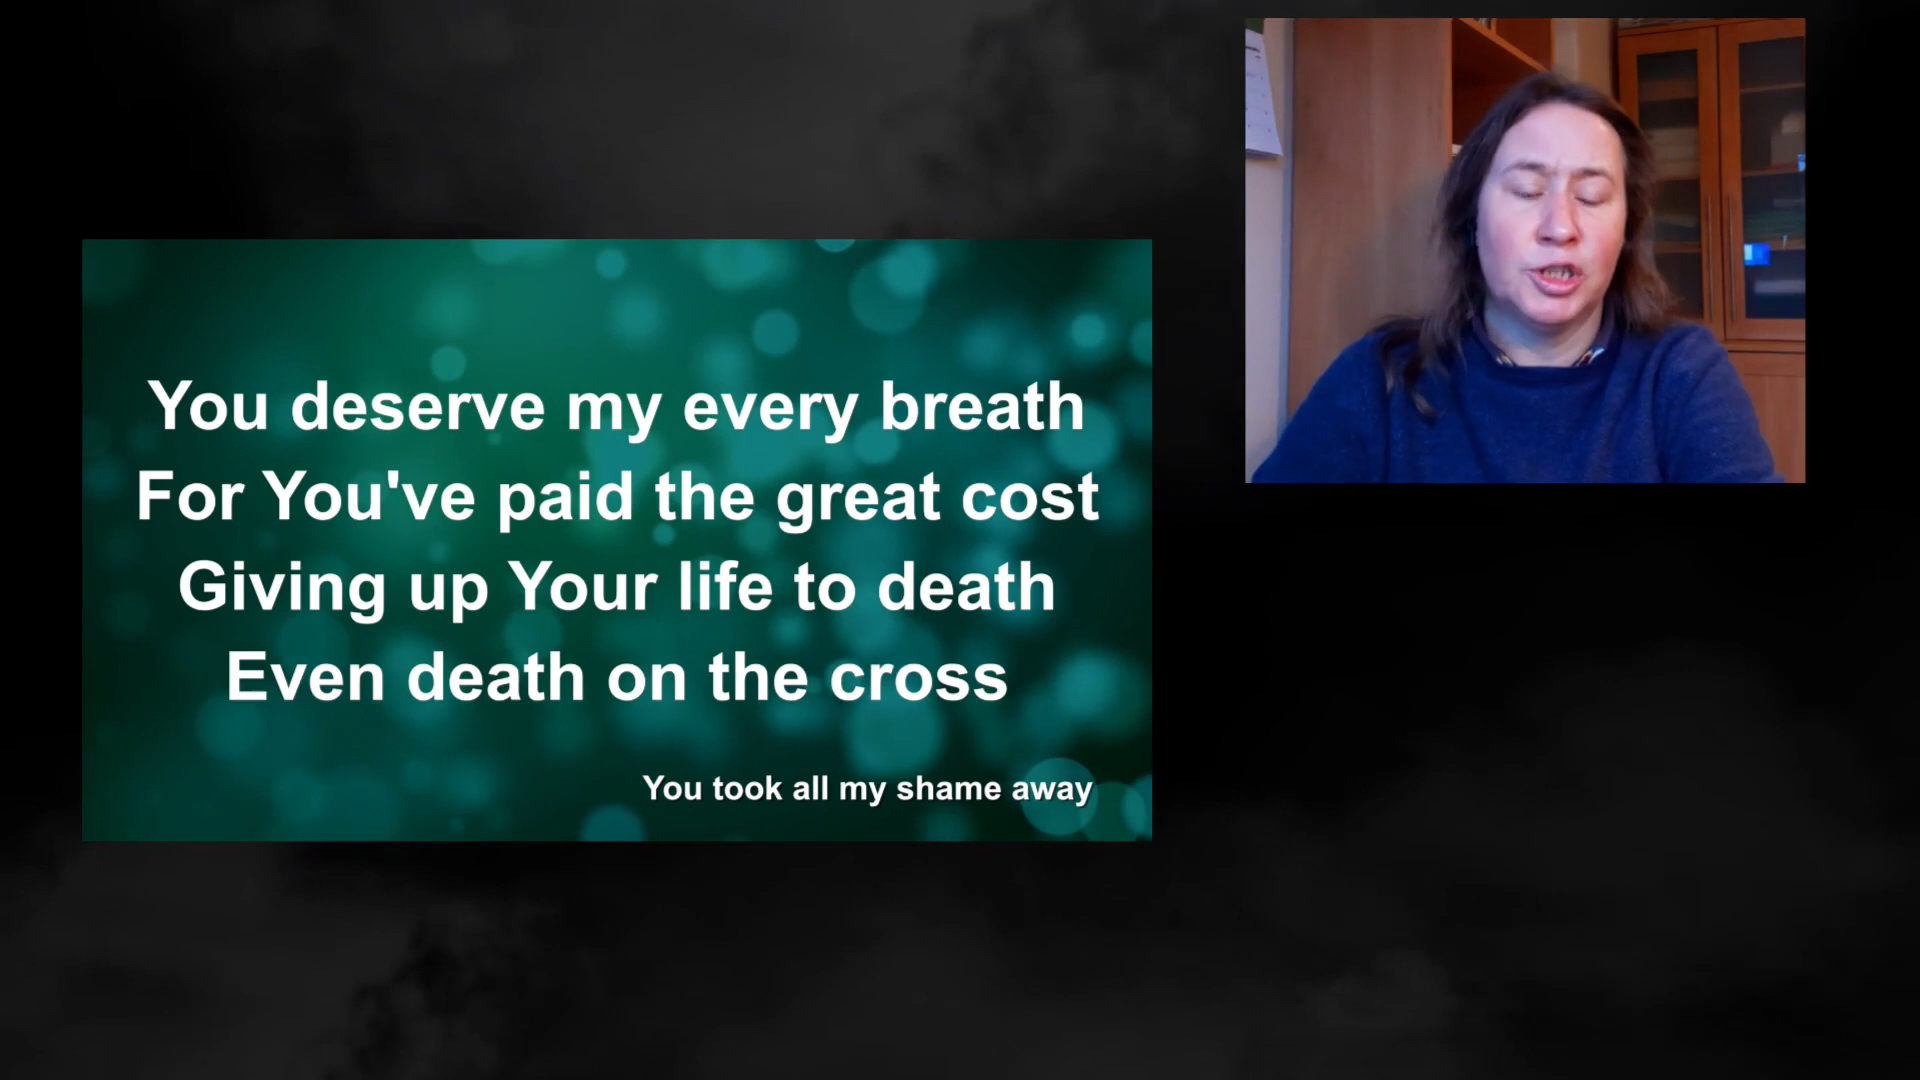 You deserve my every breath
For You've paid the great cost
Giving up Your life to death
Even death on the cross
You took all my shame away